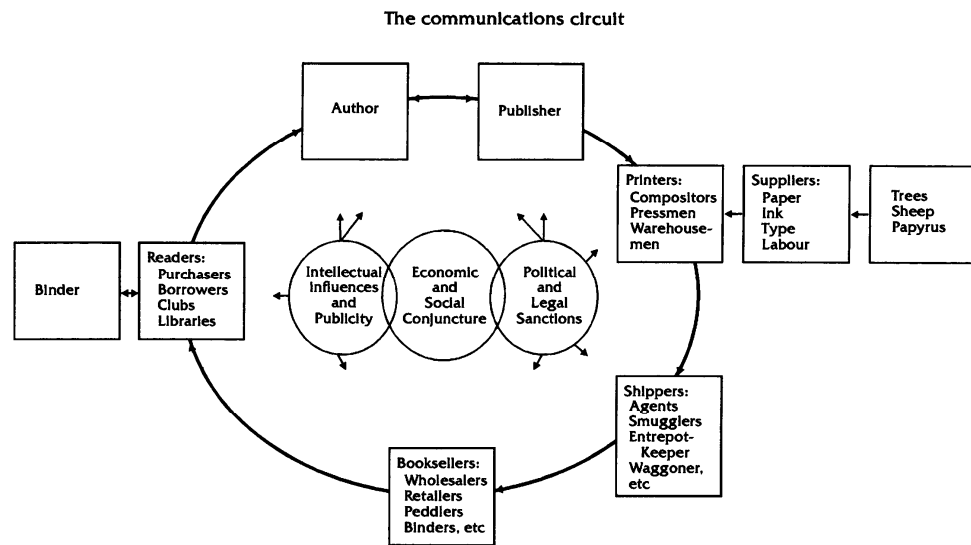 The communications circuit
Author
Publisher
Printers:
Compositors
Pressmen
Warehouse-
men
Suppliers:
Paper
Ink
Type
Labour
Trees
Sheep
Papyrus
Binder
Readers:
Purchasers
Borrowers
Clubs
Libraries
Intellectual
Influences
and
Publicity
Economic
and
Social
Conjuncture
Political
and
Legal
Sanctions
Shippers:
Agents
Smugglers
Entrepot-
Keeper
Waggoner,
etc
Booksellers:
Wholesalers
Retailers
Peddlers
Binders, etc